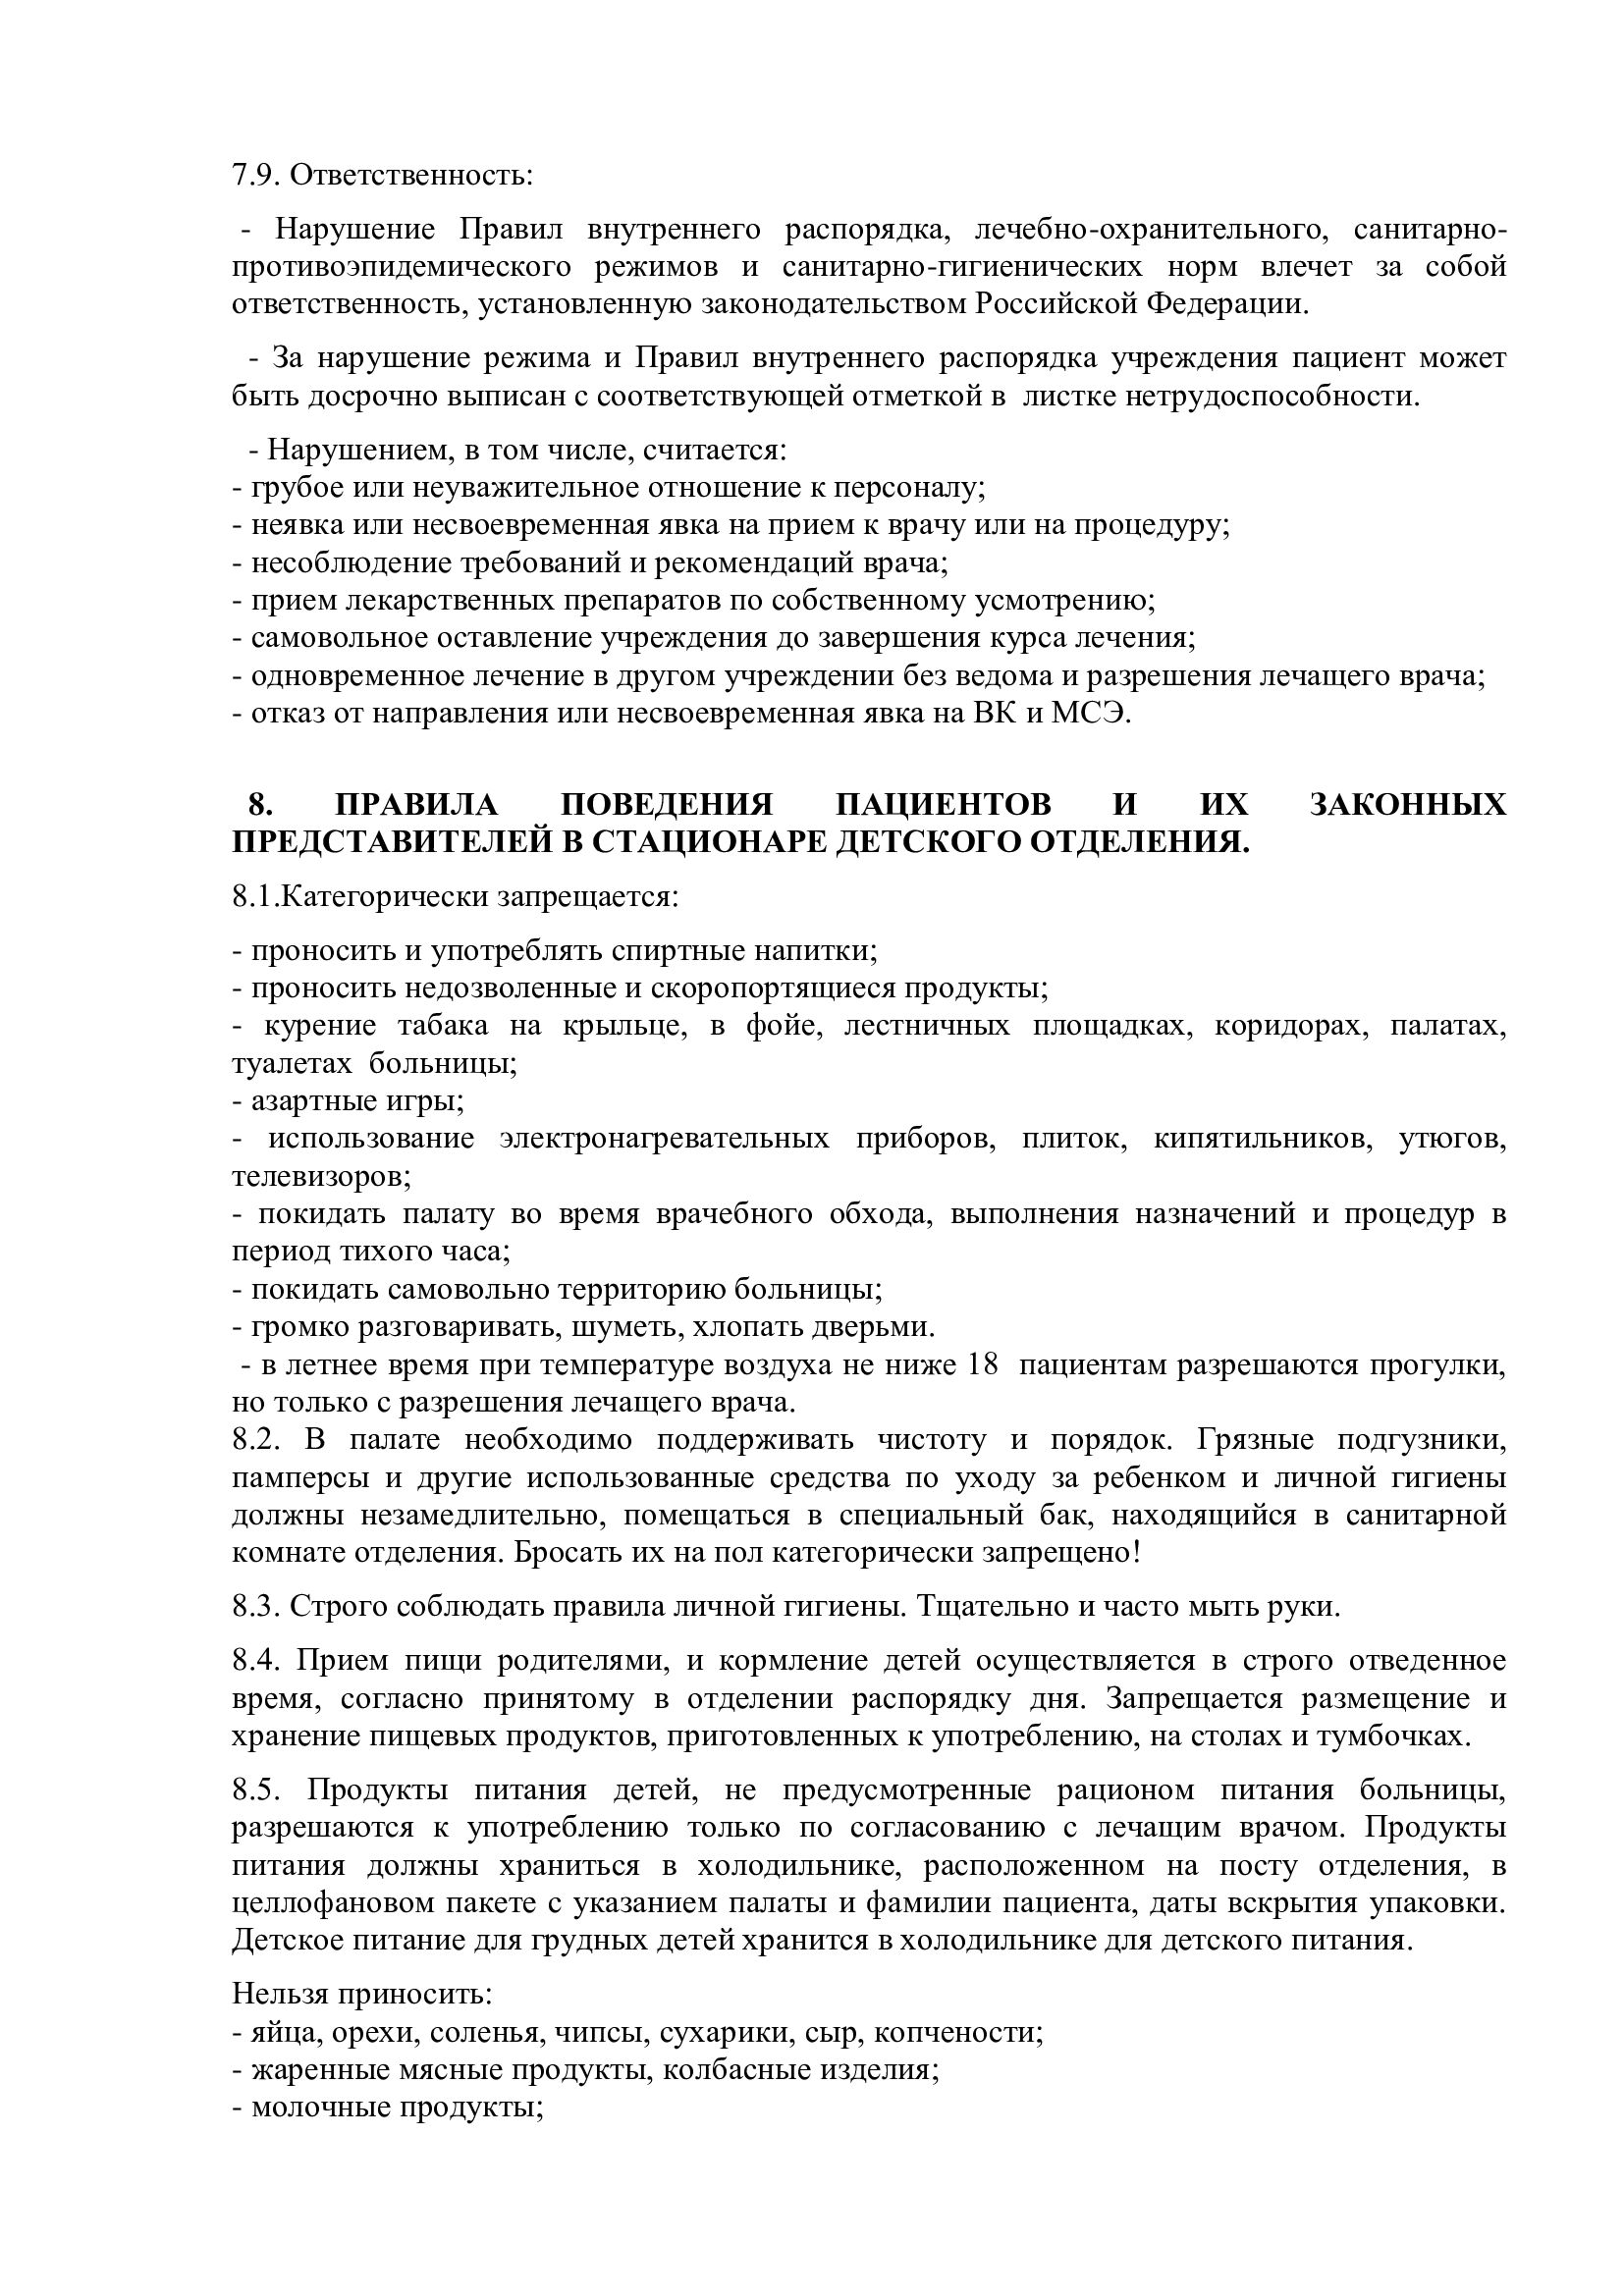 7.9. Ответственность:
- Нарушение Правил внутреннего распорядка, лечебно-охранительного, санитарно-
противоэпидемического режимов и санитарно-гигиенических норм влечет за собой
ответственность, установленную законодательством Российской Федерации.
- За нарушение режима и Правил внутреннего распорядка учреждения пациент может
быть досрочно выписан с соответствующей отметкой в  листке нетрудоспособности.
- Нарушением, в том числе, считается:
- грубое или неуважительное отношение к персоналу;
- неявка или несвоевременная явка на прием к врачу или на процедуру;
- несоблюдение требований и рекомендаций врача;
- прием лекарственных препаратов по собственному усмотрению;
- самовольное оставление учреждения до завершения курса лечения;
- одновременное лечение в другом учреждении без ведома и разрешения лечащего врача;
- отказ от направления или несвоевременная явка на ВК и МСЭ.
8. ПРАВИЛА ПОВЕДЕНИЯ ПАЦИЕНТОВ И ИХ ЗАКОННЫХ
ПРЕДСТАВИТЕЛЕЙ В СТАЦИОНАРЕ ДЕТСКОГО ОТДЕЛЕНИЯ.
8.1.Категорически запрещается:
- проносить и употреблять спиртные напитки;
- проносить недозволенные и скоропортящиеся продукты;
- курение табака на крыльце, в фойе, лестничных площадках, коридорах, палатах,
туалетах  больницы;
- азартные игры;
- использование электронагревательных приборов, плиток, кипятильников, утюгов,
телевизоров;
- покидать палату во время врачебного обхода, выполнения назначений и процедур в
период тихого часа;
- покидать самовольно территорию больницы;
- громко разговаривать, шуметь, хлопать дверьми.
- в летнее время при температуре воздуха не ниже 18  пациентам разрешаются прогулки,
но только с разрешения лечащего врача.
8.2. В палате необходимо поддерживать чистоту и порядок. Грязные подгузники,
памперсы и другие использованные средства по уходу за ребенком и личной гигиены
должны незамедлительно, помещаться в специальный бак, находящийся в санитарной
комнате отделения. Бросать их на пол категорически запрещено!
8.3. Строго соблюдать правила личной гигиены. Тщательно и часто мыть руки.
8.4. Прием пищи родителями, и кормление детей осуществляется в строго отведенное
время, согласно принятому в отделении распорядку дня. Запрещается размещение и
хранение пищевых продуктов, приготовленных к употреблению, на столах и тумбочках.
8.5. Продукты питания детей, не предусмотренные рационом питания больницы,
разрешаются к употреблению только по согласованию с лечащим врачом. Продукты
питания должны храниться в холодильнике, расположенном на посту отделения, в
целлофановом пакете с указанием палаты и фамилии пациента, даты вскрытия упаковки.
Детское питание для грудных детей хранится в холодильнике для детского питания.
Нельзя приносить:
- яйца, орехи, соленья, чипсы, сухарики, сыр, копчености;
- жаренные мясные продукты, колбасные изделия;
- молочные продукты;